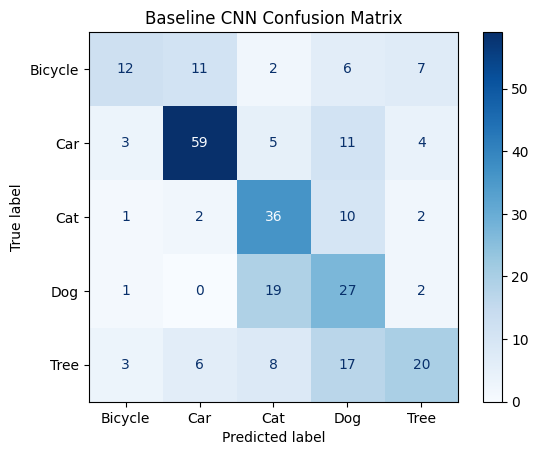 Baseline CNN Confusion Matrix
True label
Bicycle 12 11 2 6 7
Car 3 59 5 11 4
Cat 1 2 36 10 2
Dog 1 0 19 27 2
Tree 3 6 8 17 20
Bicycle Car Cat Dog Tree
Predicted label
50
40
30
20
10
0